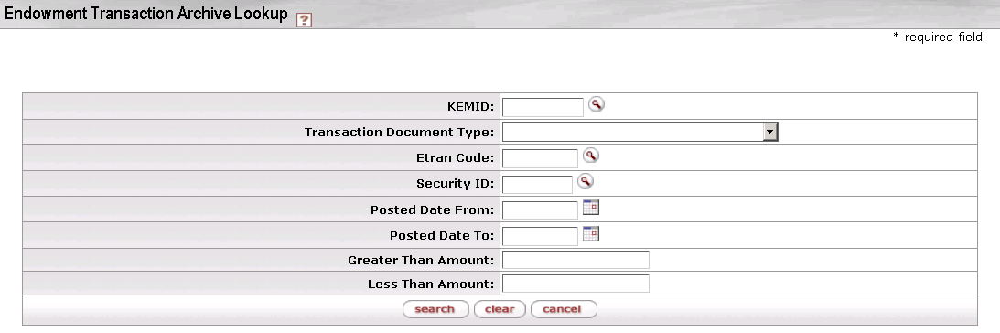 Endowment Transaction Archive Lookup ?
* required field
KEMID:
Transaction Document Type:
Etran Code:
Security ID:
Posted Date From:
Posted Date To:
Greater Than Amount:
Less Than Amount:
search clear cancel